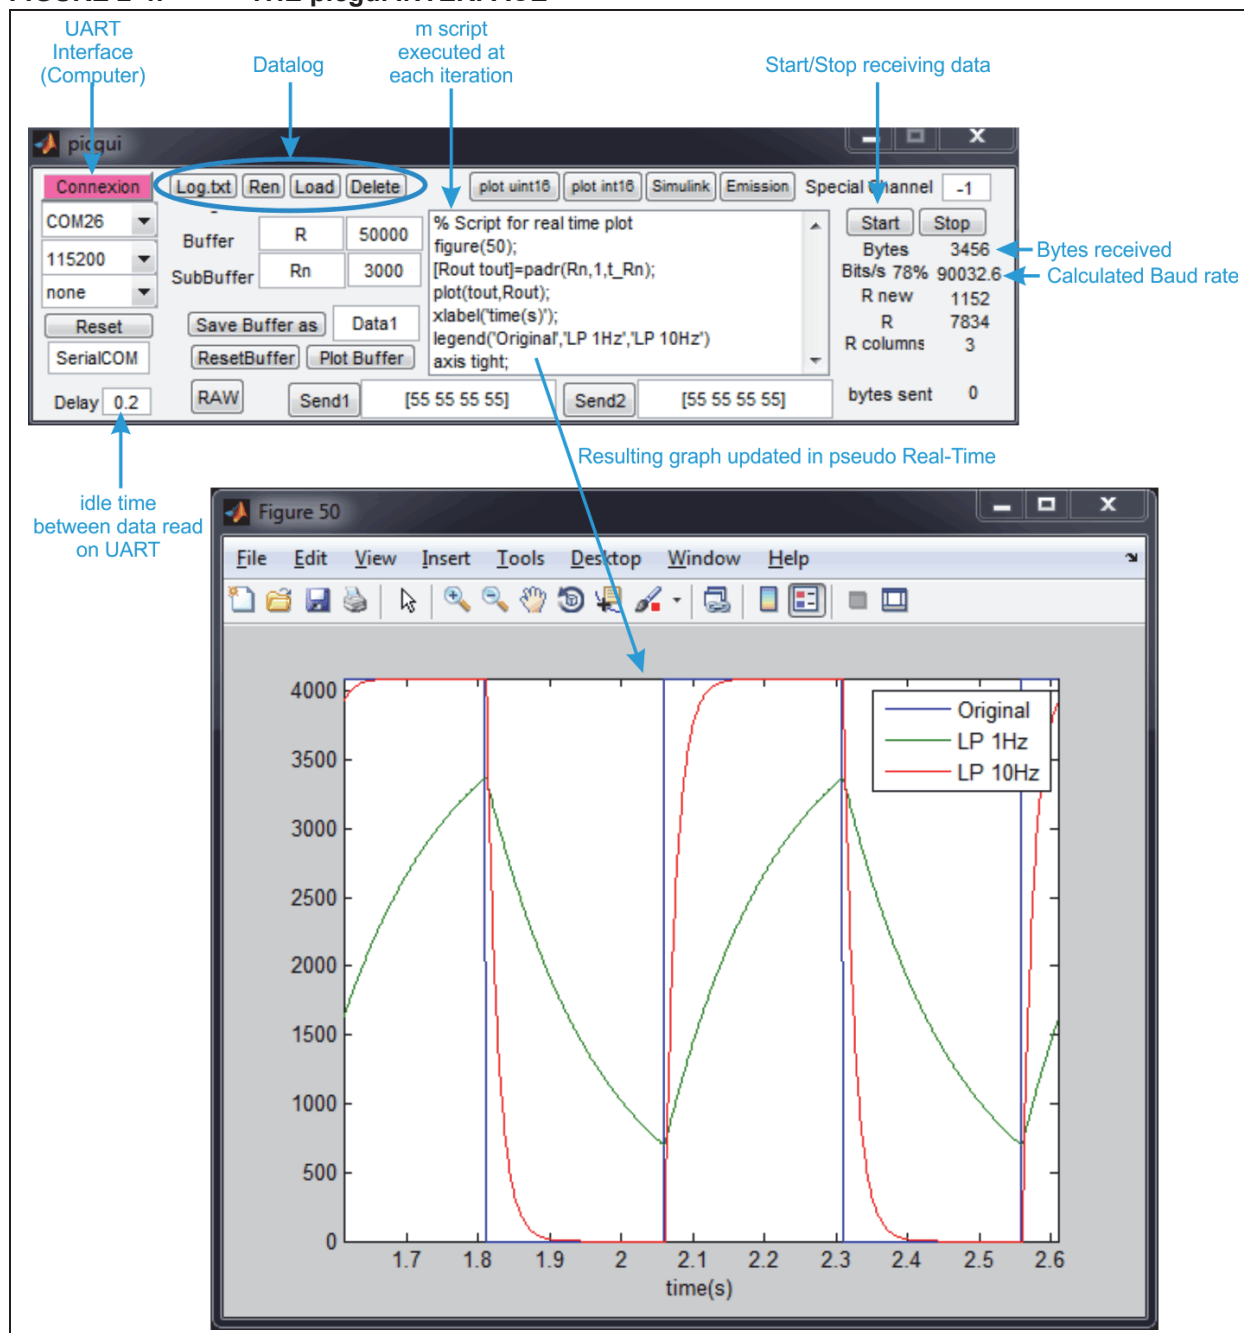 UART
Interface
(Computer)
Datalog
m script
executed at
each iteration
Start/Stop receiving data
picgui
Connexion
Log.txt Ren Load Delete
plot uint16 plot int16 Simulink Emission
Special Channel -1
COM26
115200
none
Reset
SerialCOM
Delay 0.2
Buffer R 50000
SubBuffer Rn 3000
Save Buffer as Data1
ResetBuffer Plot Buffer
RAW
% Script for real time plot
figure(50);
[Rout tout]=padr(Rn,1,t_Rn);
plot(tout,Rout);
xlabel('time(s)');
legend('Original','LP 1Hz','LP 10Hz')
axis tight;
Send1 [55 55 55 55] Send2 [55 55 55 55]
Start Stop
Bytes 3456
Bits/s 78% 90032.6
R new 1152
R 7834
R columns 3
bytes sent 0
Bytes received
Calculated Baud rate
idle time
between data read
on UART
Resulting graph updated in pseudo Real-Time
Figure 50
File Edit View Insert Tools Desktop Window Help
4000
3500
3000
2500
2000
1500
1000
500
0
Original
LP 1Hz
LP 10Hz
1.7 1.8 1.9 2 2.1 2.2 2.3 2.4 2.5 2.6
time(s)